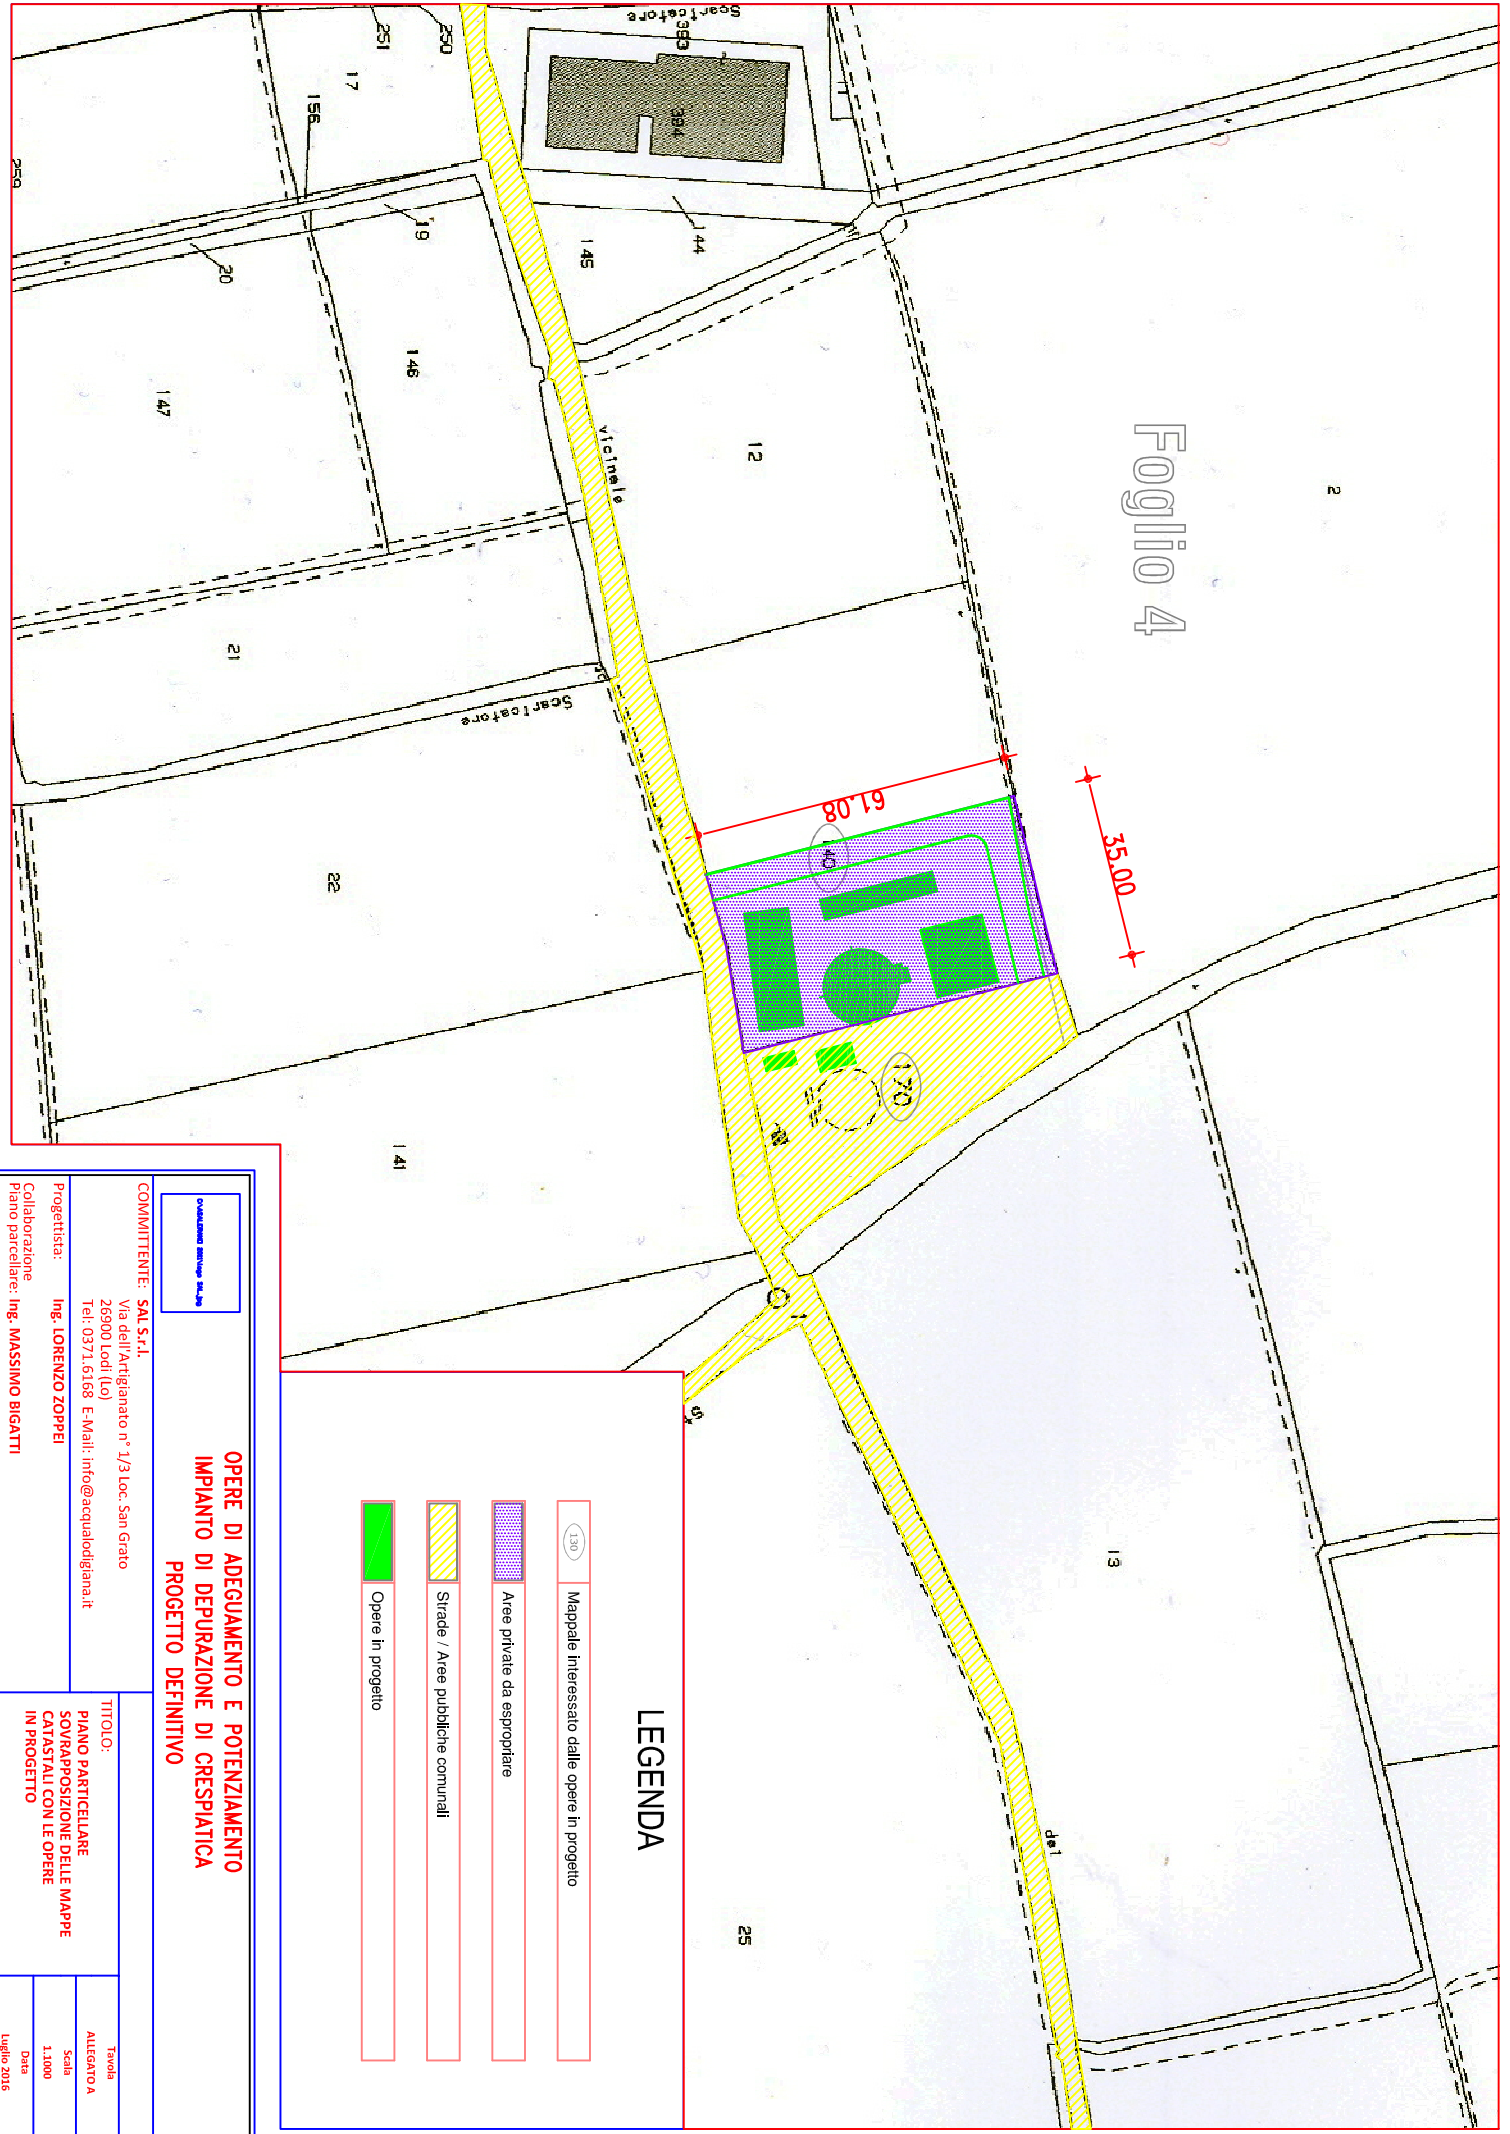 Foglio 4
2
12
13
17
19
20
21
22
25
140
141
144
145
146
147
156
170
250
251
259
393
394
Scaricatore
Scaricatore
vicinale
del
61.08
35.00
LEGENDA
130
Mappale interessato dalle opere in progetto
Aree private da espropriare
Strade / Aree pubbliche comunali
Opere in progetto
OPERE DI ADEGUAMENTO E POTENZIAMENTO
IMPIANTO DI DEPURAZIONE DI CRESPIATICA
PROGETTO DEFINITIVO
COMMITTENTE: SAL S.r.l.
Via dell'Artigianato n° 1/3 Loc. San Grato
26900 Lodi (Lo)
Tel: 0371.6168 E-Mail: info@acqualodigiana.it
Progettista: Ing. LORENZO ZOPPEI
Collaborazione
Piano parcellare: Ing. MASSIMO BIGATTI
TITOLO:
PIANO PARTICELLARE
SOVRAPPOSIZIONE DELLE MAPPE
CATASTALI CON LE OPERE
IN PROGETTO
Tavola
ALLEGATO A
Scala
1.1000
Data
Luglio 2016